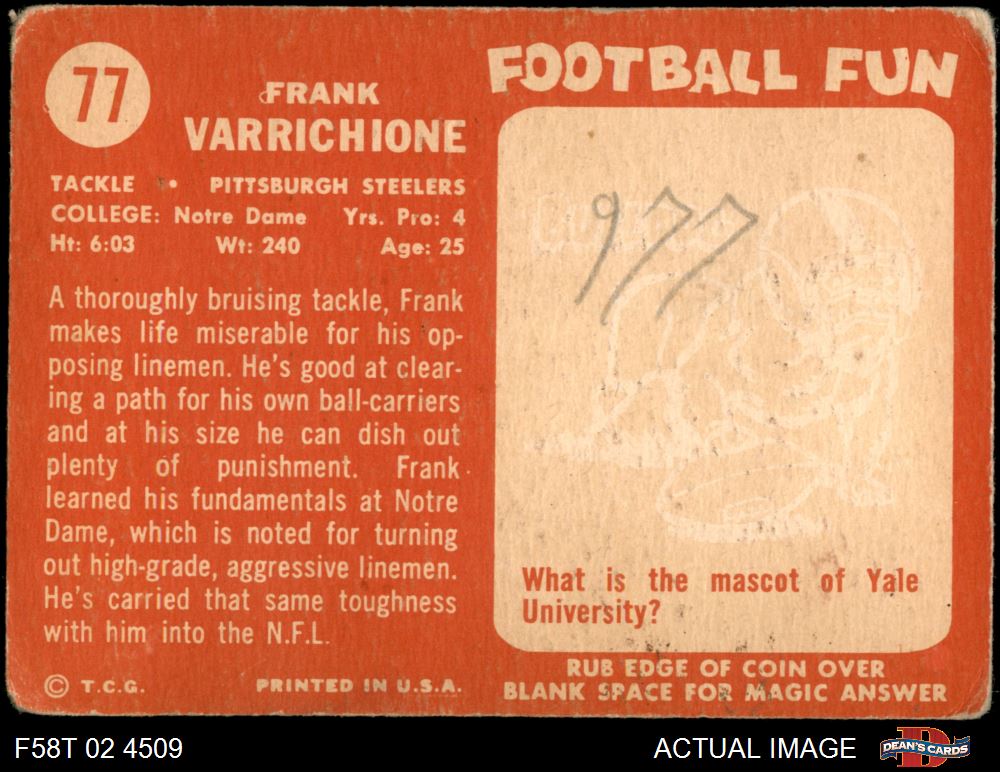 77
FRANK
VARRICHIONE
TACKLE • PITTSBURGH STEELERS
COLLEGE: Notre Dame Yrs. Pro: 4
Ht: 6:03 Wt: 240 Age: 25
A thoroughly bruising tackle, Frank
makes life miserable for his op-
posing linemen. He's good at clear-
ing a path for his own ball-carriers
and at his size he can dish out
plenty of punishment. Frank
learned his fundamentals at Notre
Dame, which is noted for turning
out high-grade, aggressive linemen.
He's carried that same toughness
with him into the N.F.L.
© T.C.G. PRINTED IN U.S.A.
FOOTBALL FUN
977
What is the mascot of Yale
University?
RUB EDGE OF COIN OVER
BLANK SPACE FOR MAGIC ANSWER
F58T 02 4509
ACTUAL IMAGE
D
DEAN'S CARDS